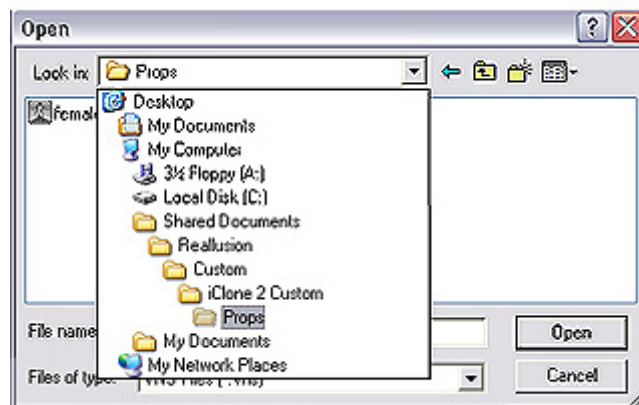 Open
Look in: Props
Desktop
female
My Documents
My Computer
3½ Floppy (A:)
Local Disk (C:)
Shared Documents
Reallusion
Custom
iClone 2 Custom
Props
File name
Open
My Documents
My Network Places
Files of type:
Cancel